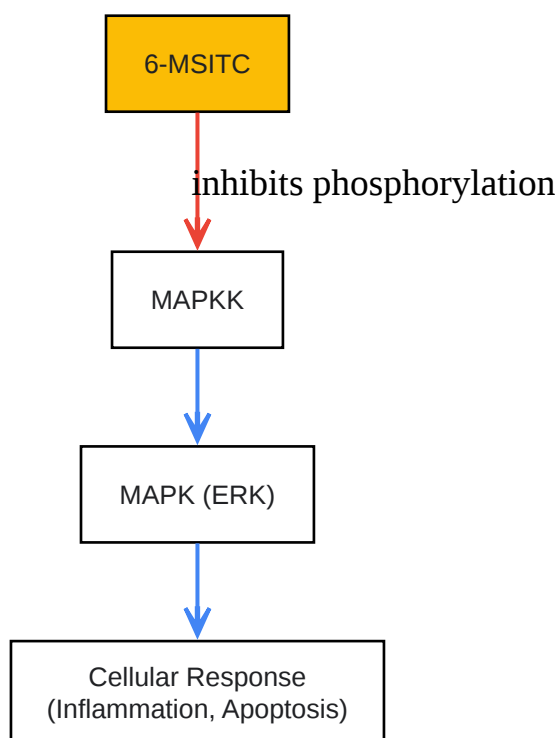 6-MSITC
inhibits phosphorylation
MAPKK
MAPK (ERK)
Cellular Response
(Inflammation, Apoptosis)